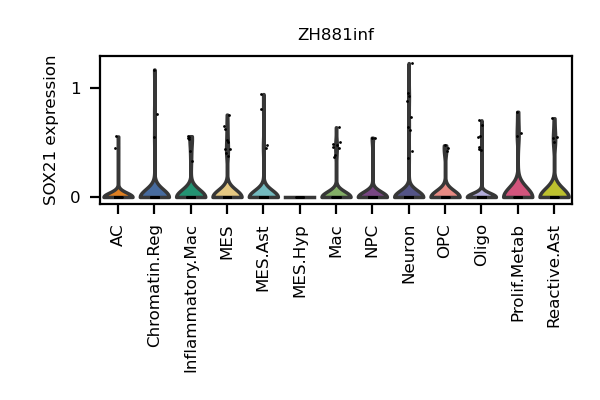 ZH881inf
SOX21 expression
1
0
AC
Chromatin.Reg
Inflammatory.Mac
MES
MES.Ast
MES.Hyp
Mac
NPC
Neuron
OPC
Oligo
Prolif.Metab
Reactive.Ast